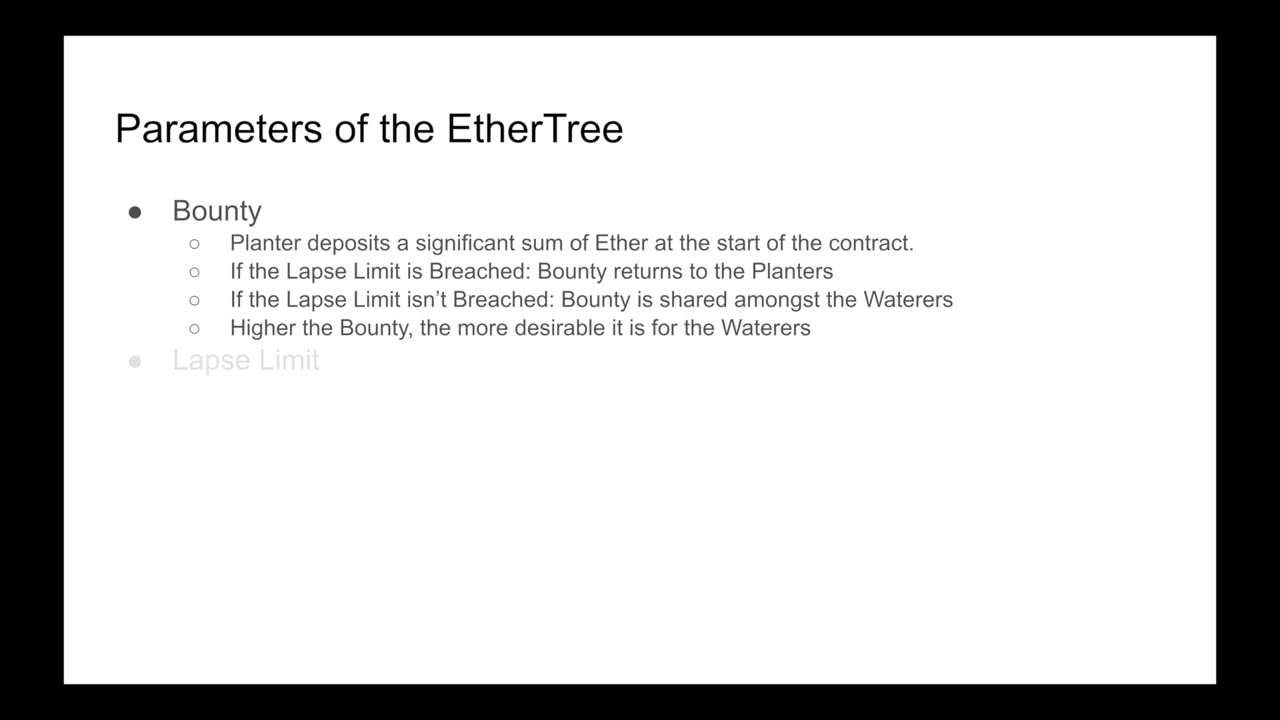 Parameters of the EtherTree
● Bounty
○ Planter deposits a significant sum of Ether at the start of the contract.
○ If the Lapse Limit is Breached: Bounty returns to the Planters
○ If the Lapse Limit isn’t Breached: Bounty is shared amongst the Waterers
○ Higher the Bounty, the more desirable it is for the Waterers
● Lapse Limit